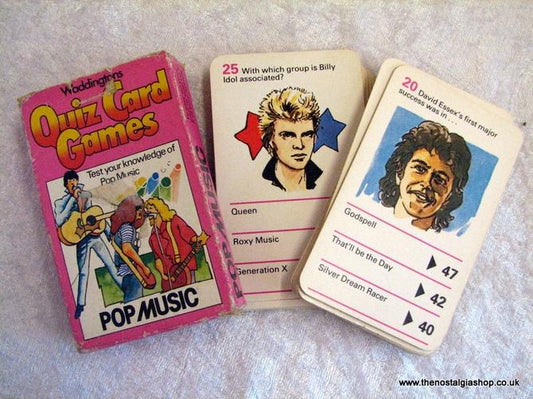 Waddingtons
Quiz Card
Games
Test your knowledge of
Pop Music
POP MUSIC
POP MUSIC
25 With which group is Billy
Idol associated?
Queen
Roxy Music
Generation X
20 David Essex's first major
success was in . . .
Godspell
47
That'll be the Day
42
Silver Dream Racer
40
www.thenostalgiashop.co.uk